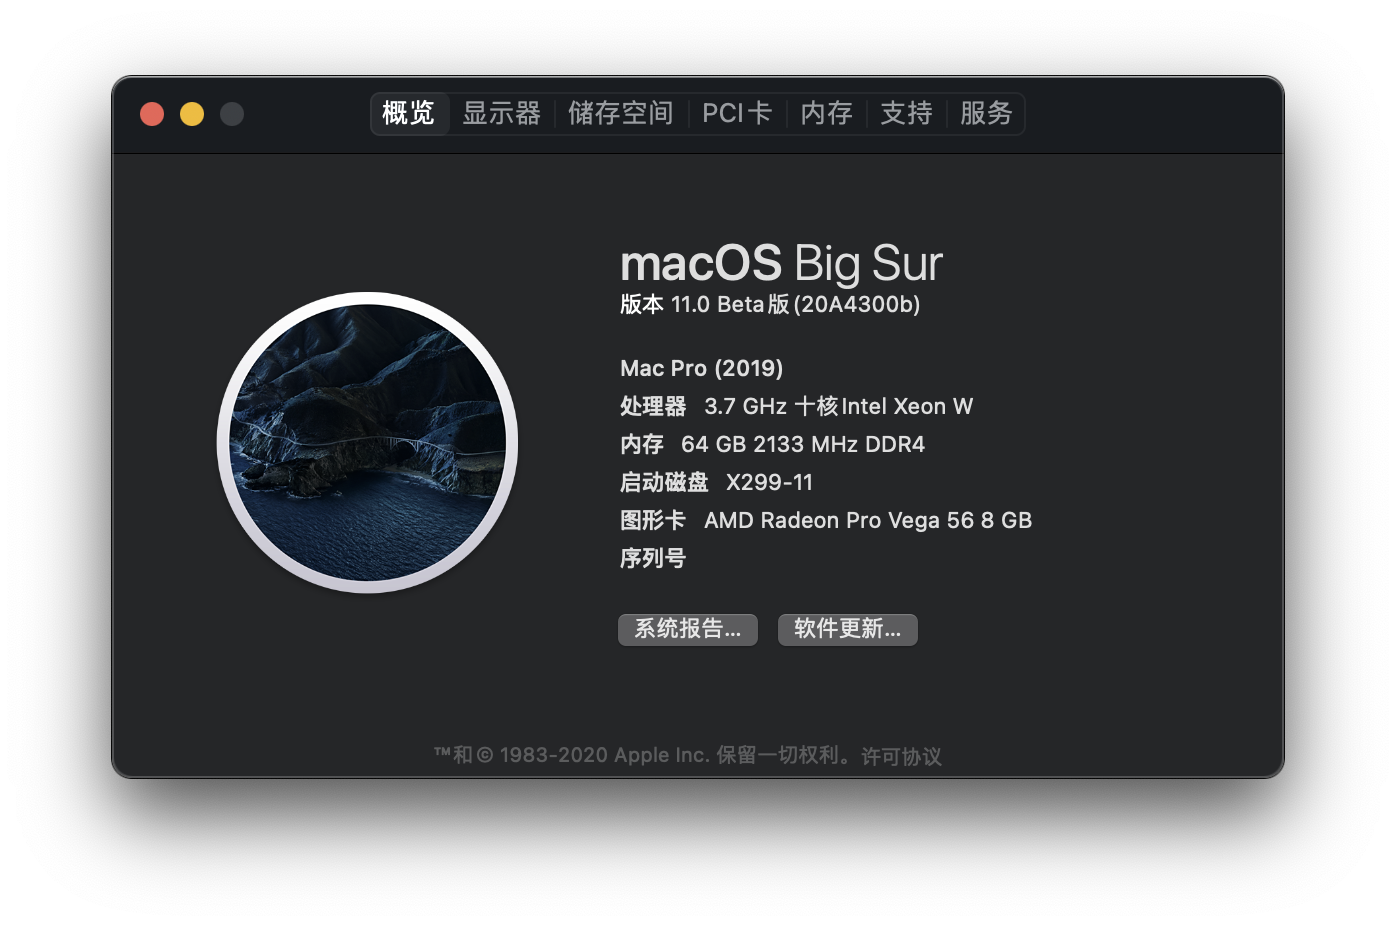 概览 显示器 储存空间 PCI卡 内存 支持 服务
macOS Big Sur
版本 11.0 Beta版 (20A4300b)
Mac Pro (2019)
处理器 3.7 GHz 十核Intel Xeon W
内存 64 GB 2133 MHz DDR4
启动磁盘 X299-11
图形卡 AMD Radeon Pro Vega 56 8 GB
序列号
系统报告... 软件更新...
™和© 1983-2020 Apple Inc. 保留一切权利。许可协议